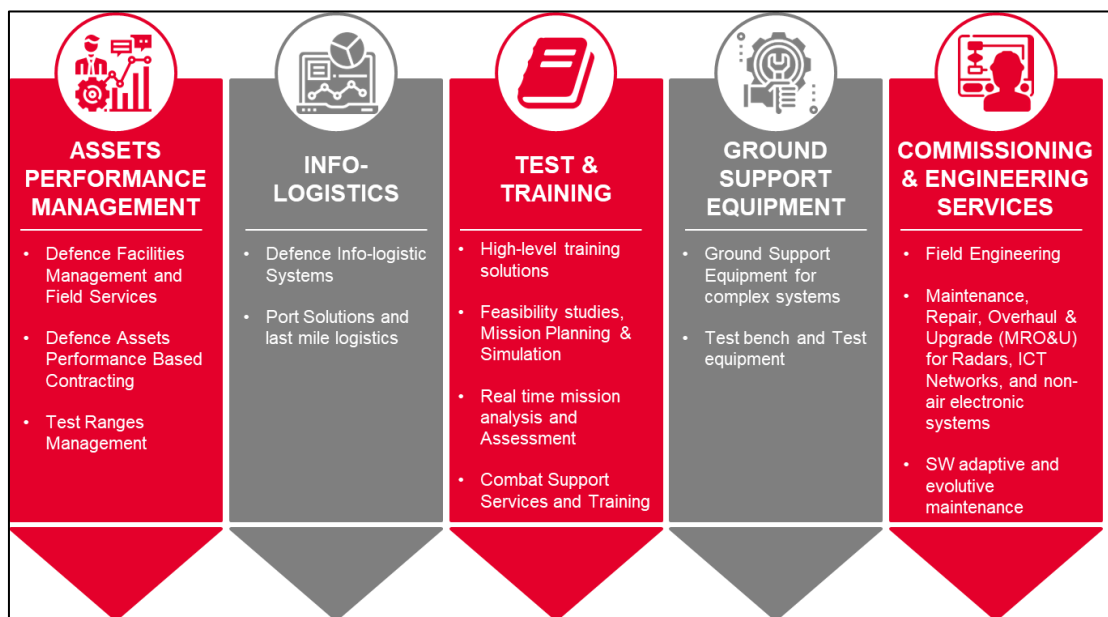 ASSETS
PERFORMANCE
MANAGEMENT
• Defence Facilities
Management and
Field Services
• Defence Assets
Performance Based
Contracting
• Test Ranges
Management
INFO-
LOGISTICS
• Defence Info-logistic
Systems
• Port Solutions and
last mile logistics
TEST &
TRAINING
• High-level training
solutions
• Feasibility studies,
Mission Planning &
Simulation
• Real time mission
analysis and
Assessment
• Combat Support
Services and Training
GROUND
SUPPORT
EQUIPMENT
• Ground Support
Equipment for
complex systems
• Test bench and Test
equipment
COMMISSIONING
& ENGINEERING
SERVICES
• Field Engineering
• Maintenance,
Repair, Overhaul &
Upgrade (MRO&U)
for Radars, ICT
Networks, and non-
air electronic
systems
• SW adaptive and
evolutive
maintenance